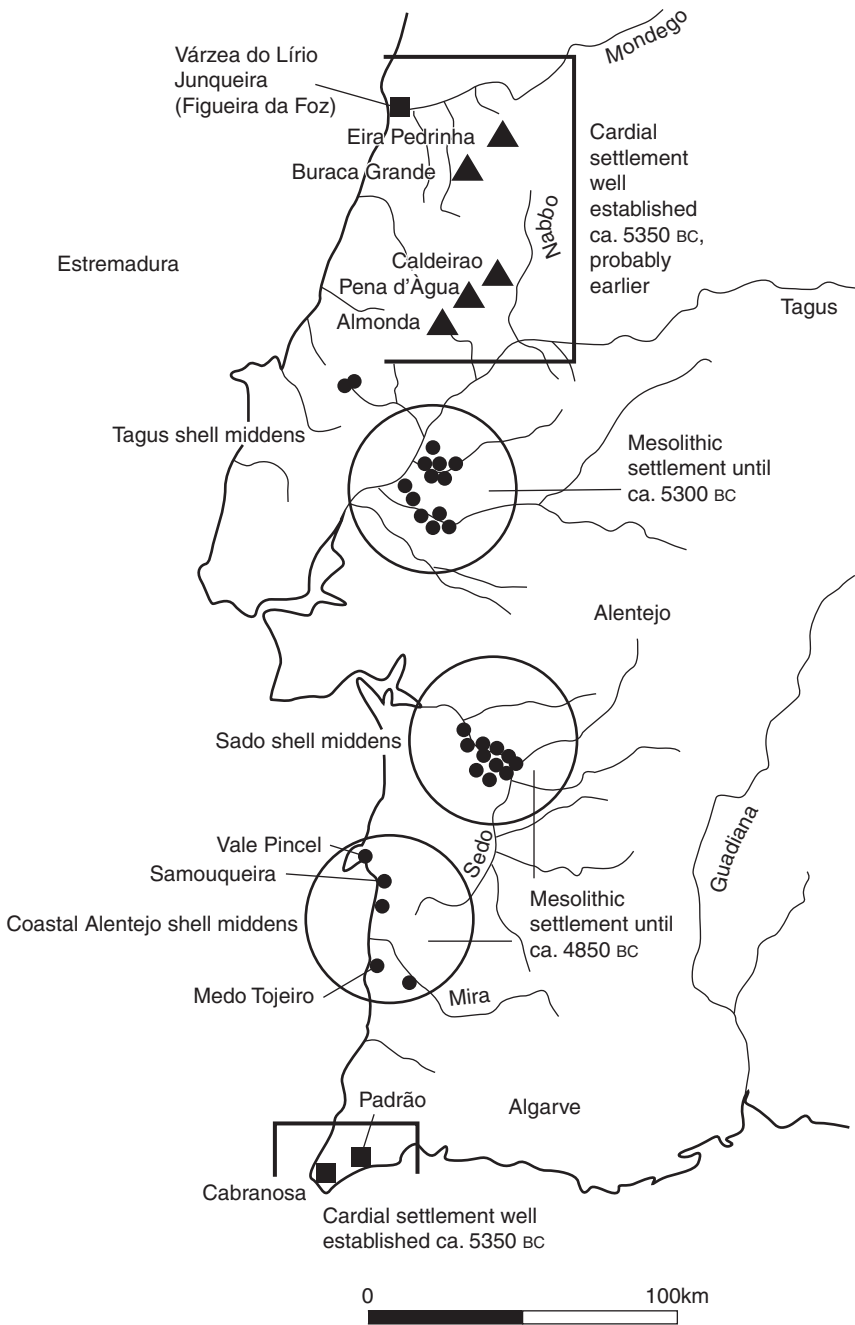 Várzea do Lírio
Junqueira
(Figueira da Foz)
Mondego
Eira Pedrinha
Buraca Grande
Cardial
settlement
well
established
ca. 5350 BC,
probably
earlier
Nabão
Estremadura
Caldeirao
Pena d'Àgua
Almonda
Tagus
Tagus shell middens
Mesolithic
settlement until
ca. 5300 BC
Alentejo
Sado shell middens
Guadiana
Vale Pincel
Sedo
Samouqueira
Coastal Alentejo shell middens
Mesolithic
settlement until
ca. 4850 BC
Medo Tojeiro
Mira
Padrão
Algarve
Cabranosa
Cardial settlement well
established ca. 5350 BC
0
100km